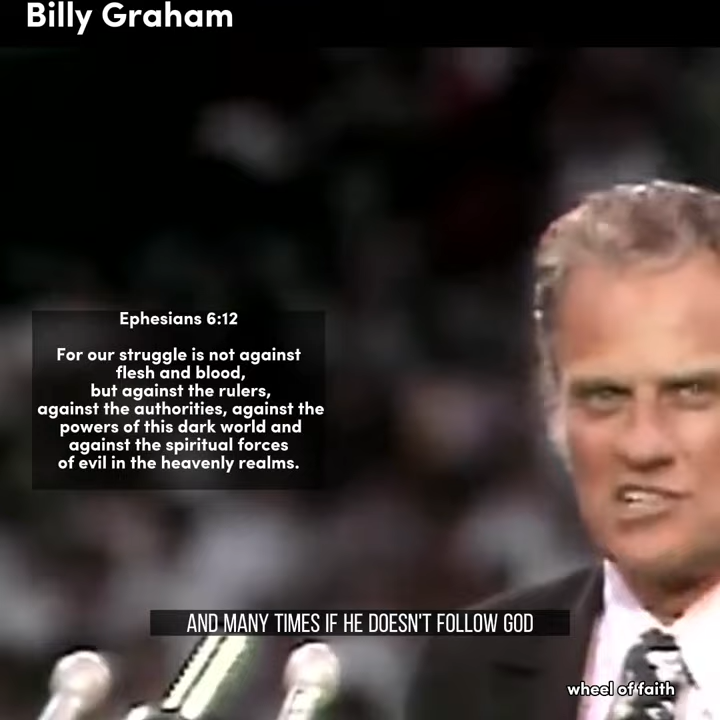 Billy Graham
Ephesians 6:12
For our struggle is not against
flesh and blood,
but against the rulers,
against the authorities, against the
powers of this dark world and
against the spiritual forces
of evil in the heavenly realms.
AND MANY TIMES IF HE DOESN'T FOLLOW GOD
wheel of faith